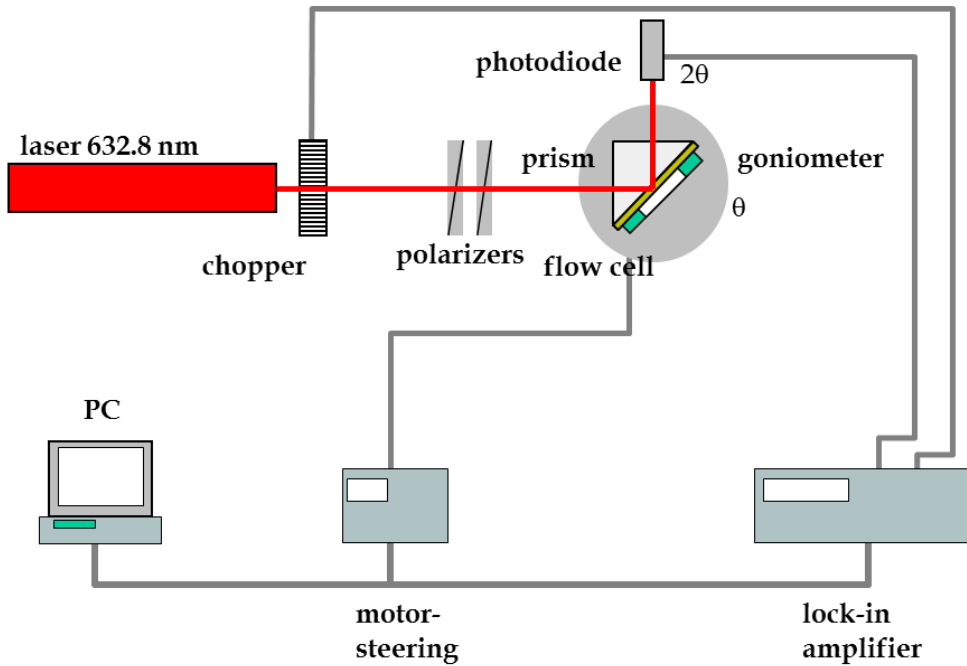 photodiode
2θ
laser 632.8 nm
prism
goniometer
θ
chopper
polarizers
flow cell
PC
motor-
steering
lock-in
amplifier